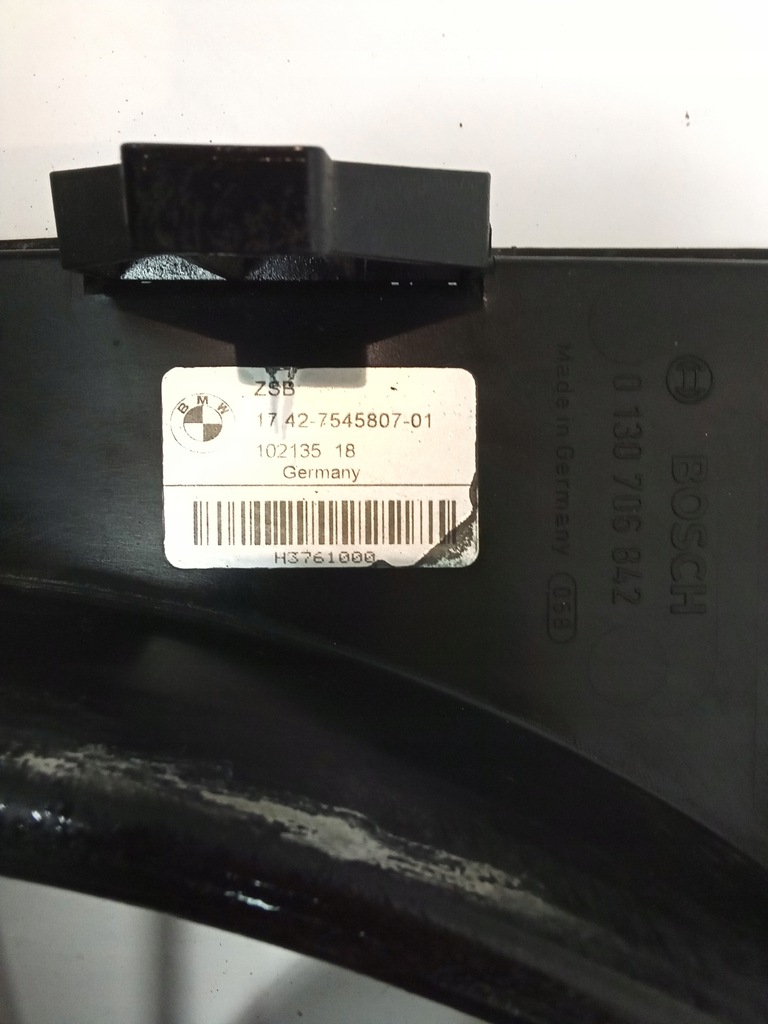 ZSB
BMW
17 42-7545807-01
102135 18
Germany
H3761000
BOSCH
0 130 706 842
Made in Germany